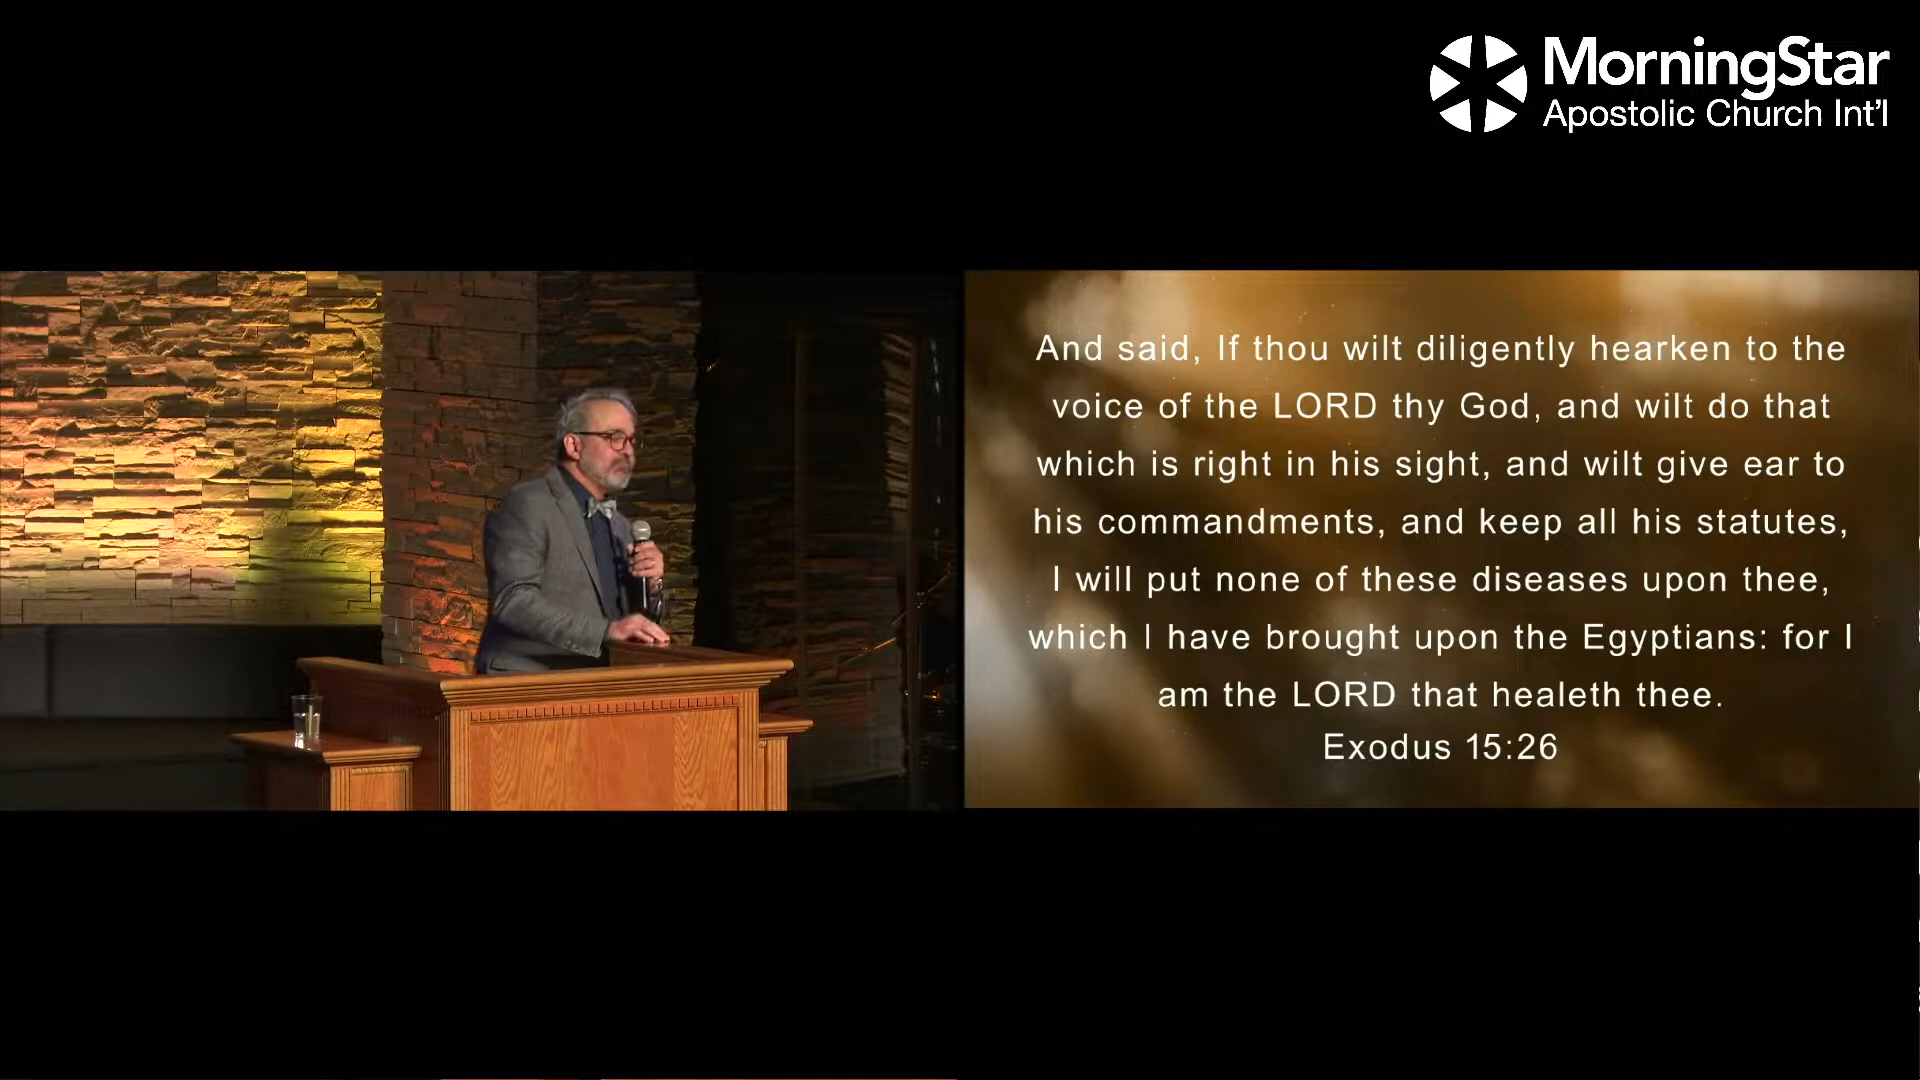 MorningStar
Apostolic Church Int'l
And said, If thou wilt diligently hearken to the
voice of the LORD thy God, and wilt do that
which is right in his sight, and wilt give ear to
his commandments, and keep all his statutes,
I will put none of these diseases upon thee,
which I have brought upon the Egyptians: for I
am the LORD that healeth thee.
Exodus 15:26